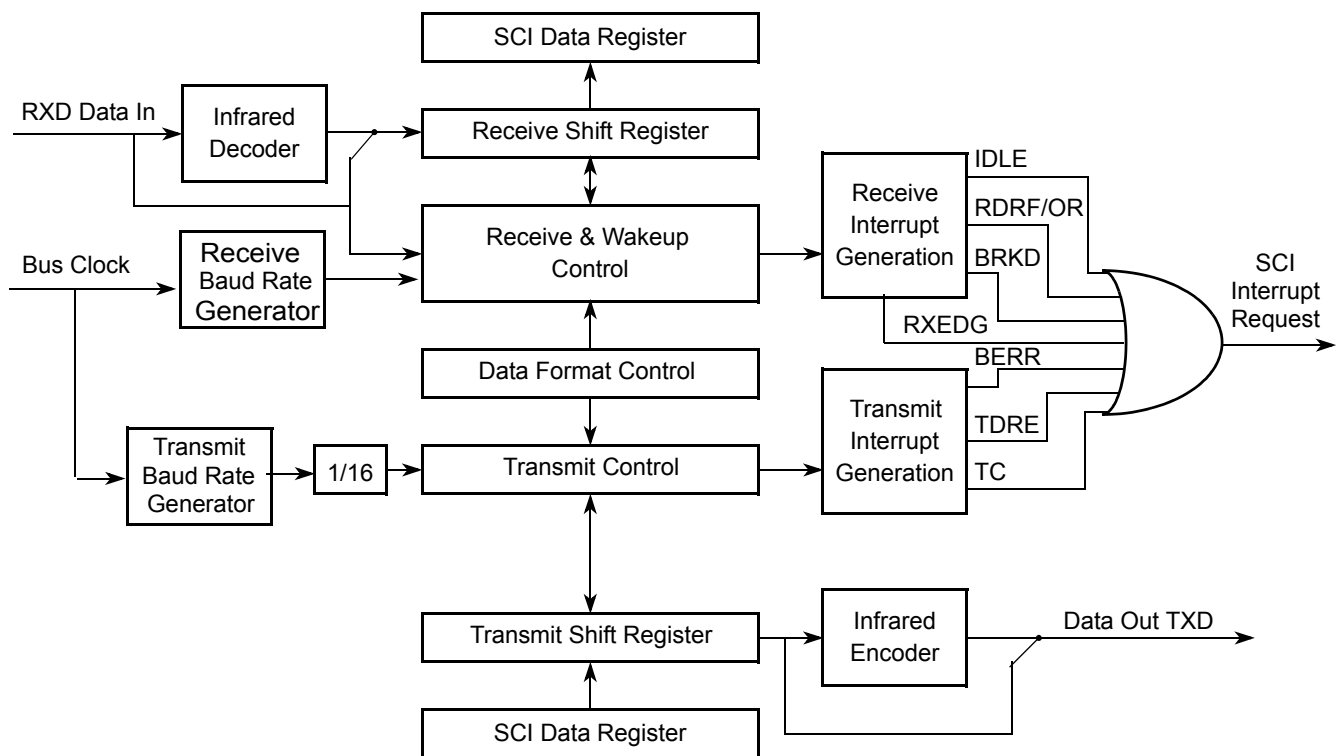 SCI Data Register
RXD Data In
Infrared
Decoder
Receive Shift Register
IDLE
Receive
Interrupt
Generation
RDRF/OR
BRKD
RXEDG
Receive & Wakeup
Control
Bus Clock
Receive
Baud Rate
Generator
SCI
Interrupt
Request
BERR
Data Format Control
Transmit
Interrupt
Generation
TDRE
TC
Transmit
Baud Rate
Generator
1/16
Transmit Control
Transmit Shift Register
Infrared
Encoder
Data Out TXD
SCI Data Register